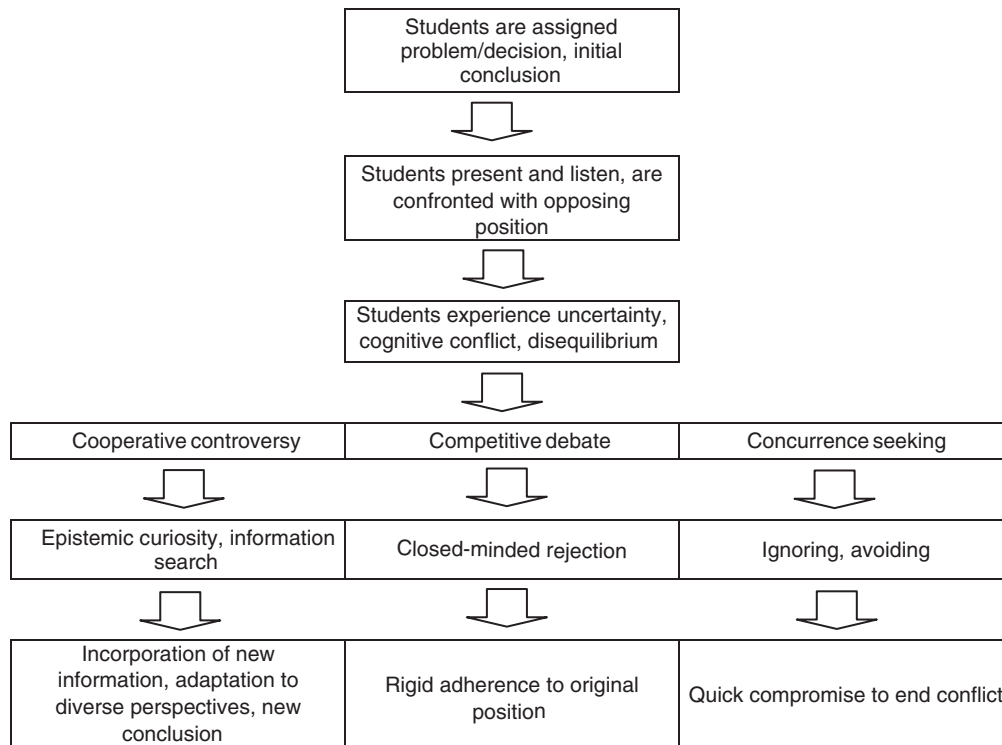 Students are assigned
problem/decision, initial
conclusion
Students present and listen, are
confronted with opposing
position
Students experience uncertainty,
cognitive conflict, disequilibrium
Cooperative controversy
Competitive debate
Concurrence seeking
Epistemic curiosity, information
search
Closed-minded rejection
Ignoring, avoiding
Incorporation of new
information, adaptation to
diverse perspectives, new
conclusion
Rigid adherence to original
position
Quick compromise to end conflict